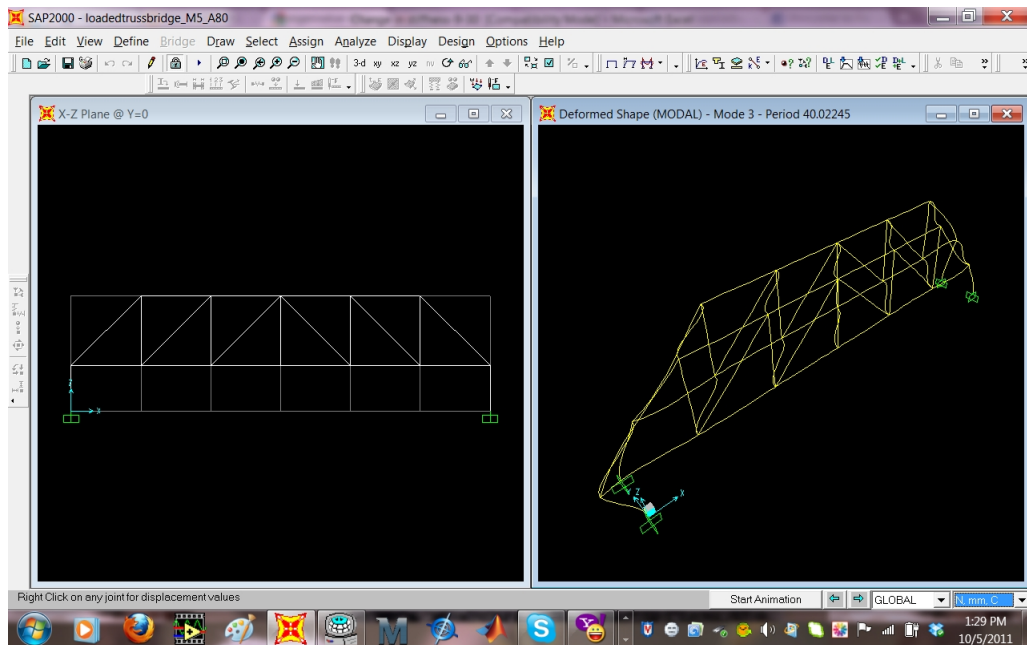 SAP2000 - loadedtrussbridge_M5_A80
File Edit View Define Bridge Draw Select Assign Analyze Display Design Options Help
3-d xy xz yz nv
X-Z Plane @ Y=0
Deformed Shape (MODAL) - Mode 3 - Period 40.02245
Z
X
Z
X
Right Click on any joint for displacement values
Start Animation
GLOBAL
N, mm, C
1:29 PM
10/5/2011